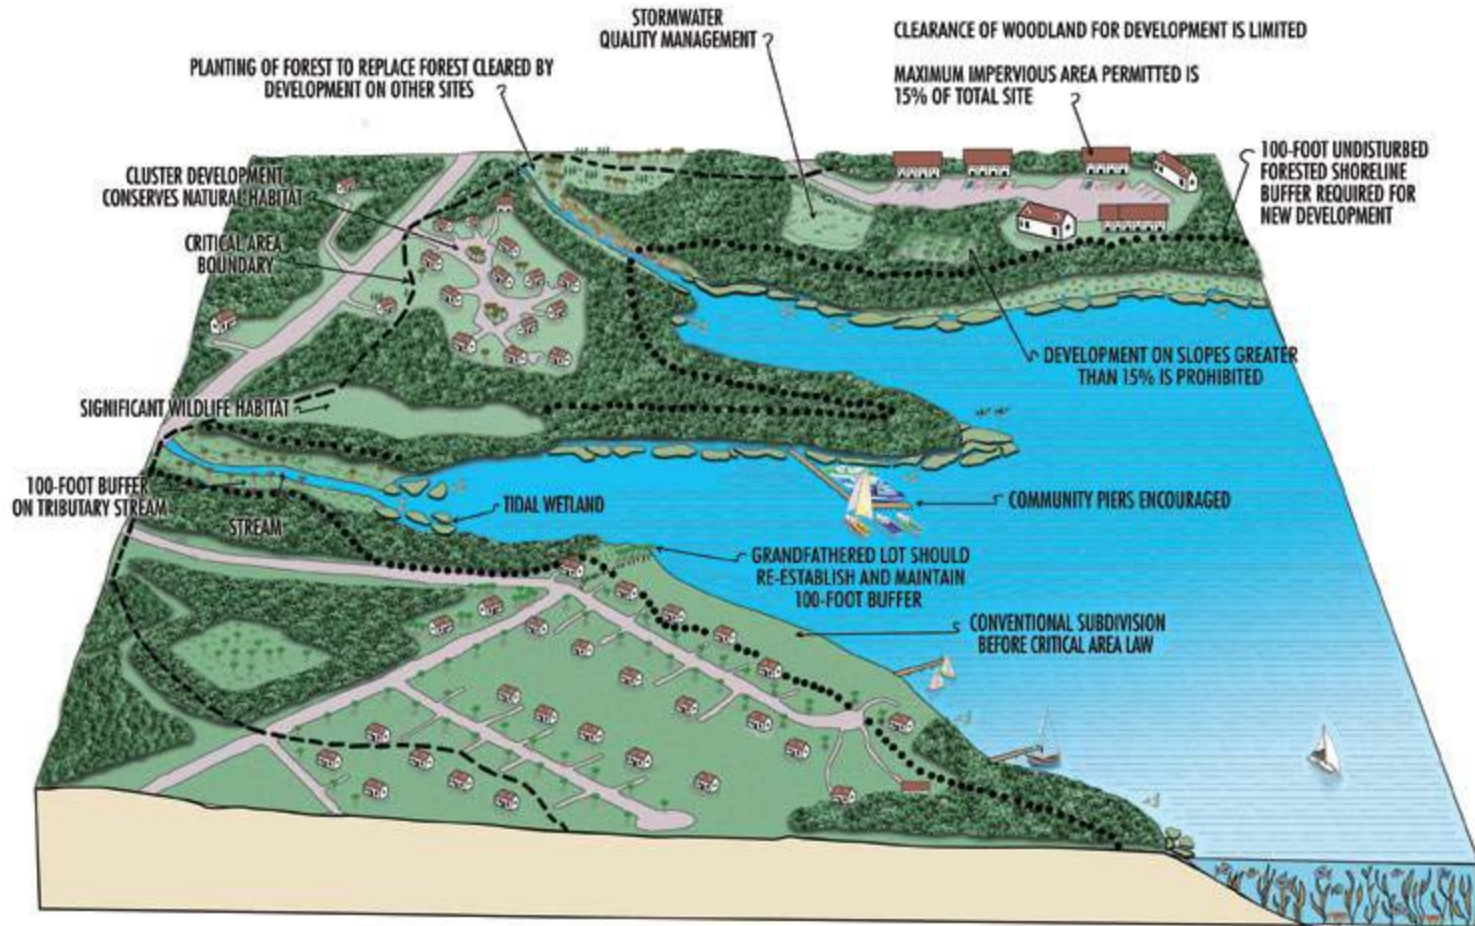 STORMWATER
QUALITY MANAGEMENT
CLEARANCE OF WOODLAND FOR DEVELOPMENT IS LIMITED
PLANTING OF FOREST TO REPLACE FOREST CLEARED BY
DEVELOPMENT ON OTHER SITES
MAXIMUM IMPERVIOUS AREA PERMITTED IS
15% OF TOTAL SITE
CLUSTER DEVELOPMENT
CONSERVES NATURAL HABITAT
100-FOOT UNDISTURBED
FORESTED SHORELINE
BUFFER REQUIRED FOR
NEW DEVELOPMENT
CRITICAL AREA
BOUNDARY
DEVELOPMENT ON SLOPES GREATER
THAN 15% IS PROHIBITED
SIGNIFICANT WILDLIFE HABITAT
100-FOOT BUFFER
ON TRIBUTARY STREAM
STREAM
TIDAL WETLAND
COMMUNITY PIERS ENCOURAGED
GRANDFATHERED LOT SHOULD
RE-ESTABLISH AND MAINTAIN
100-FOOT BUFFER
CONVENTIONAL SUBDIVISION
BEFORE CRITICAL AREA LAW